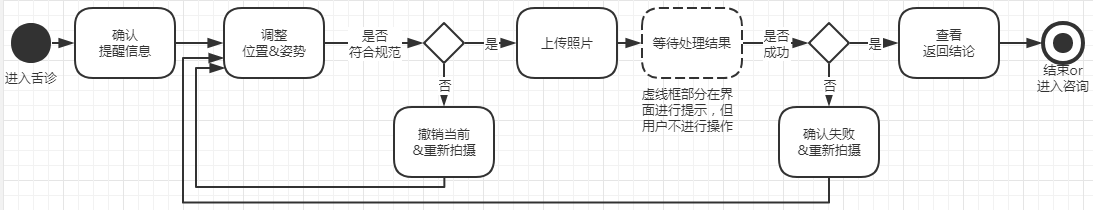 进入舌诊
确认
提醒信息
调整
位置&姿势
是否
符合规范
是
否
撤销当前
&重新拍摄
上传照片
等待处理结果
虚线框部分在界
面进行提示，但
用户不进行操作
是否
成功
是
否
确认失败
&重新拍摄
查看
返回结论
结束or
进入咨询